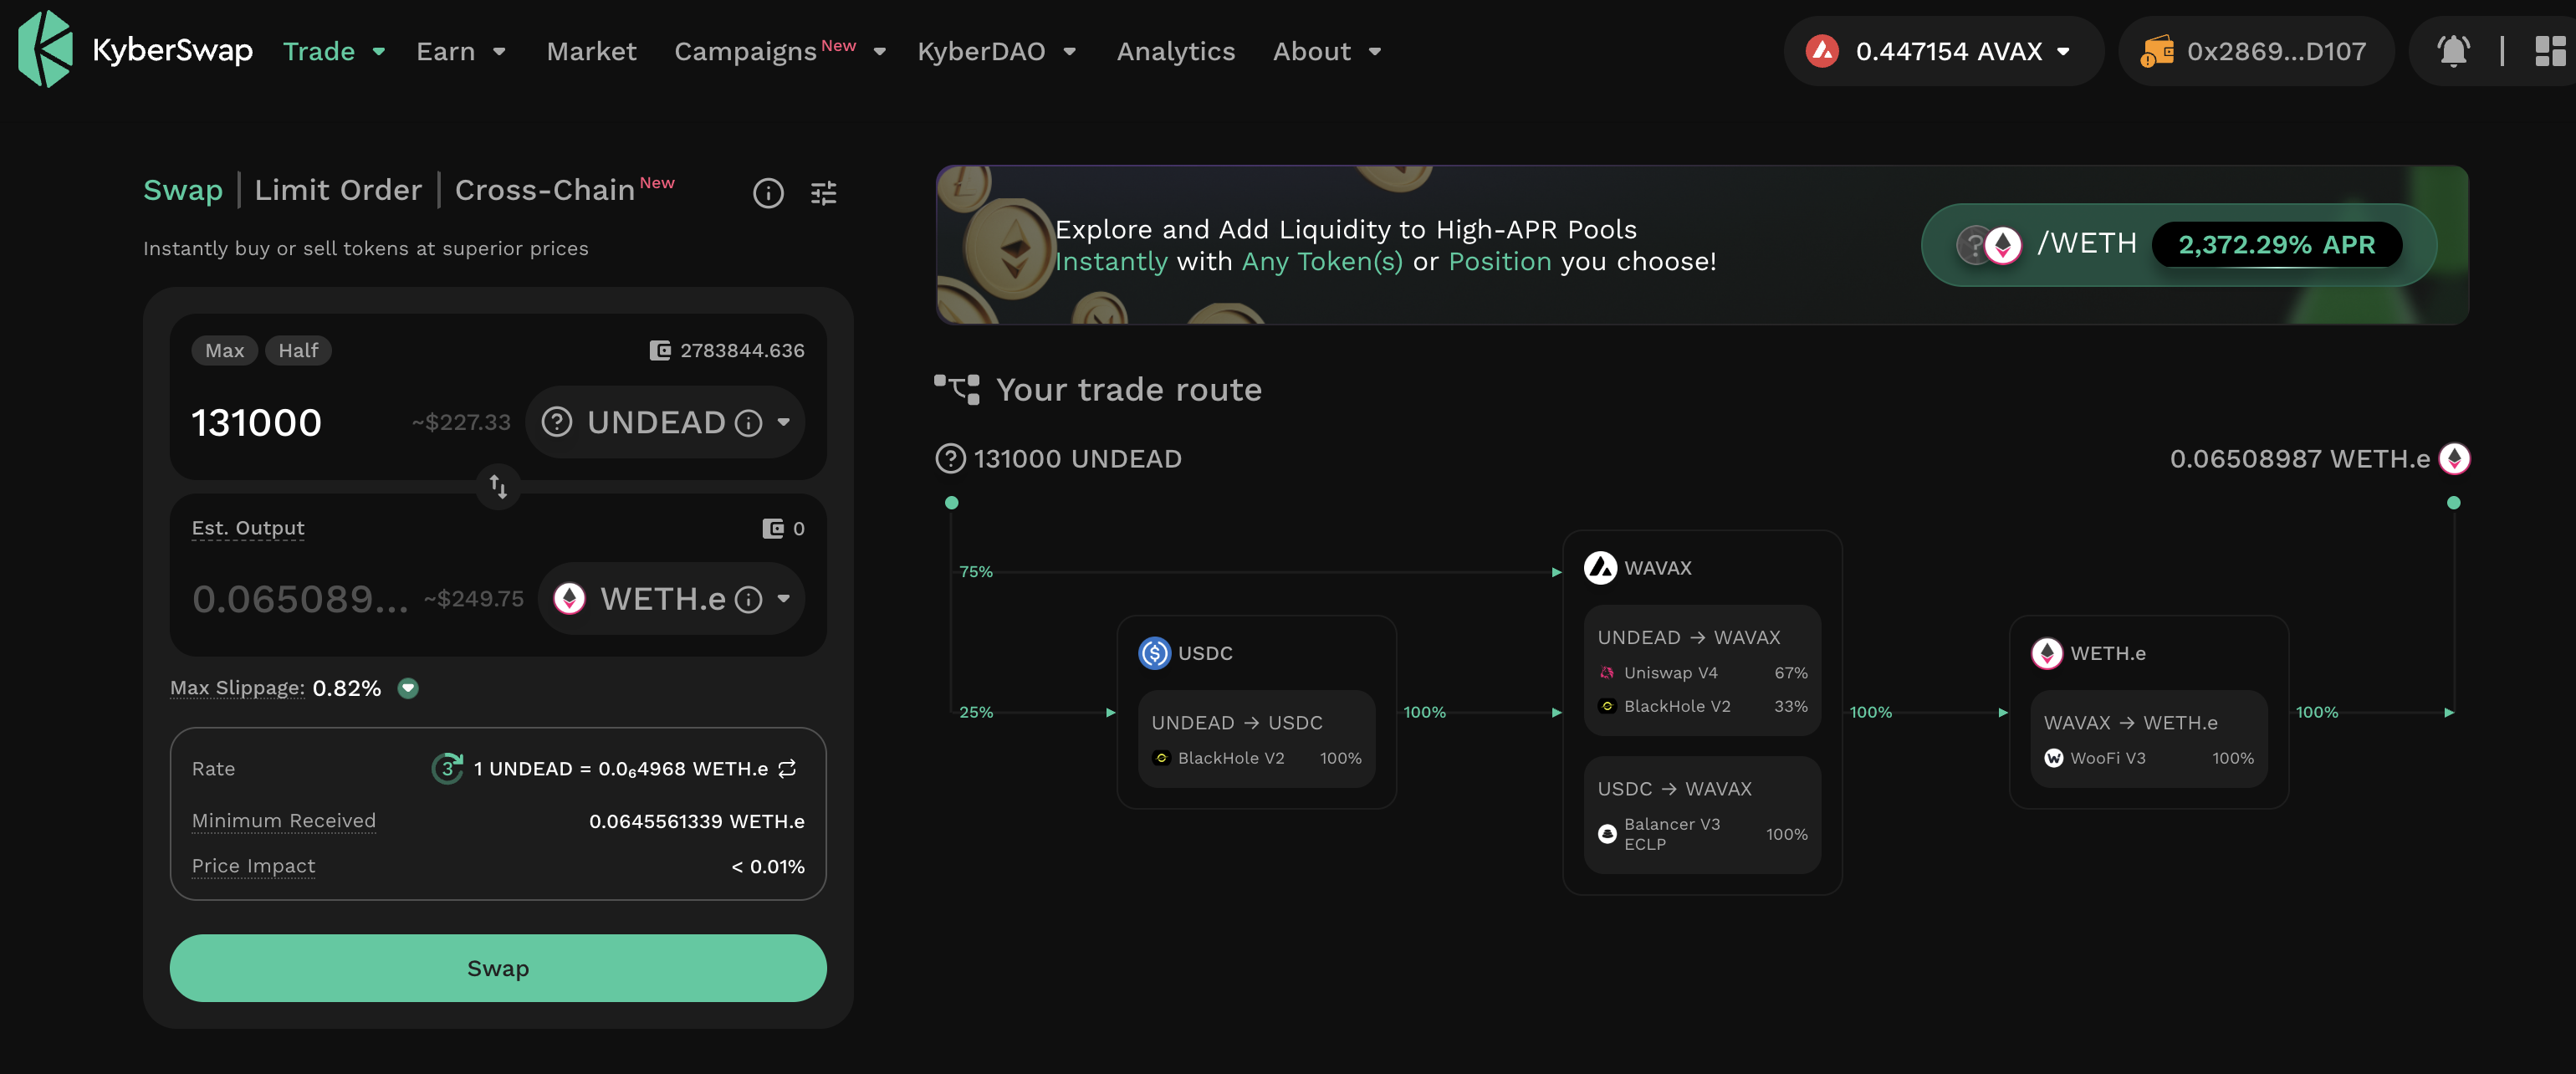 KyberSwap Trade Earn Market Campaigns New KyberDAO Analytics About 0.447154 AVAX 0x2869...D107
Swap | Limit Order | Cross-Chain New
Instantly buy or sell tokens at superior prices
Max Half 2783844.636
131000 ~$227.33 UNDEAD
Est. Output 0
0.065089... ~$249.75 WETH.e
Max Slippage: 0.82%
Rate 3 1 UNDEAD = 0.0₆4968 WETH.e
Minimum Received 0.0645561339 WETH.e
Price Impact < 0.01%
Swap
Explore and Add Liquidity to High-APR Pools
Instantly with Any Token(s) or Position you choose!
/WETH 2,372.29% APR
Your trade route
131000 UNDEAD 0.06508987 WETH.e
75%
25%
USDC
UNDEAD → USDC
BlackHole V2 100%
100%
WAVAX
UNDEAD → WAVAX
Uniswap V4 67%
BlackHole V2 33%
USDC → WAVAX
Balancer V3
ECLP 100%
100%
WETH.e
WAVAX → WETH.e
WooFi V3 100%
100%